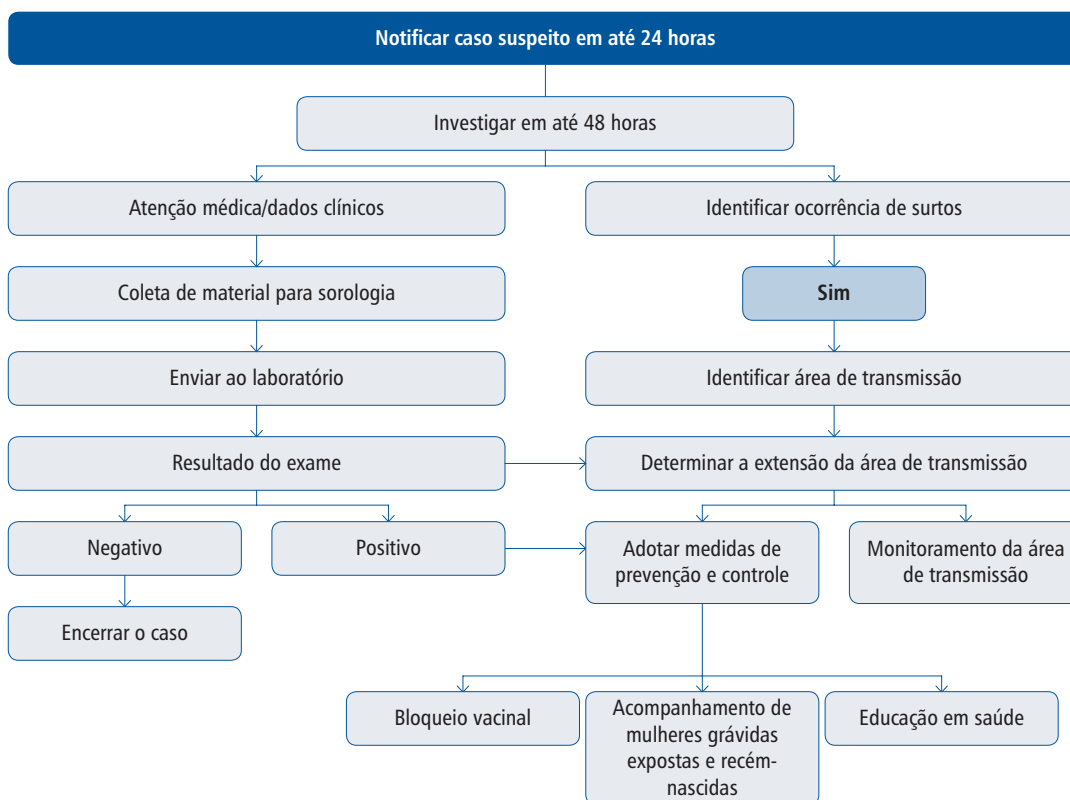 Notificar caso suspeito em até 24 horas
Investigar em até 48 horas
Atenção médica/dados clínicos
Identificar ocorrência de surtos
Coleta de material para sorologia
Sim
Enviar ao laboratório
Identificar área de transmissão
Resultado do exame
Determinar a extensão da área de transmissão
Negativo
Positivo
Adotar medidas de
prevenção e controle
Monitoramento da área
de transmissão
Encerrar o caso
Bloqueio vacinal
Acompanhamento de
mulheres grávidas
expostas e recém-
nascidas
Educação em saúde